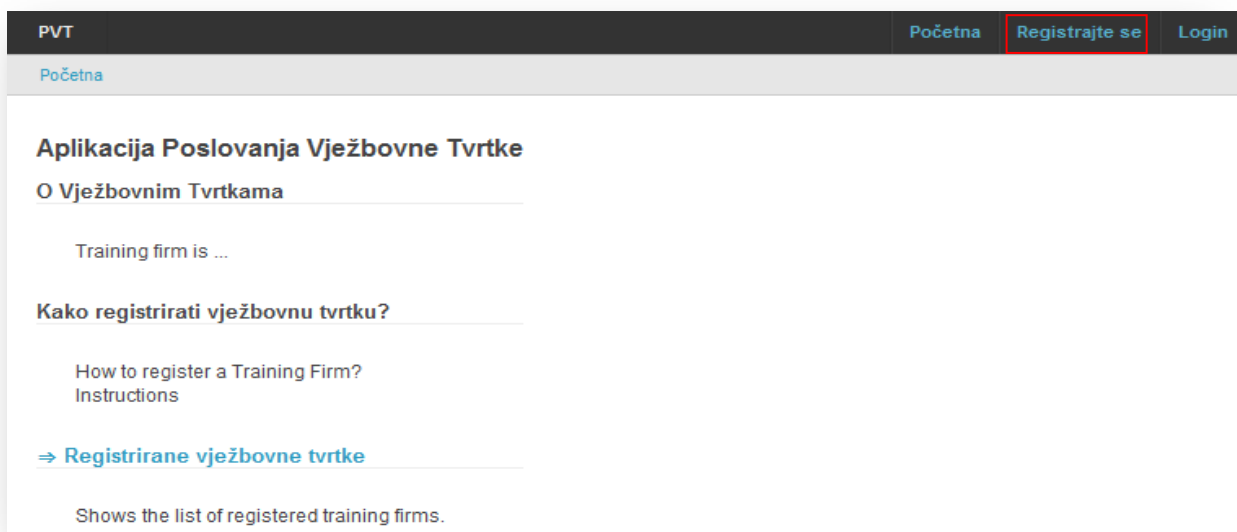 PVT Početna Registrajte se Login
Početna
Aplikacija Poslovanja Vježbovne Tvrtke
O Vježbovnim Tvrtkama
Training firm is ...
Kako registrirati vježbovnu tvrtku?
How to register a Training Firm?
Instructions
⇒ Registrirane vježbovne tvrtke
Shows the list of registered training firms.